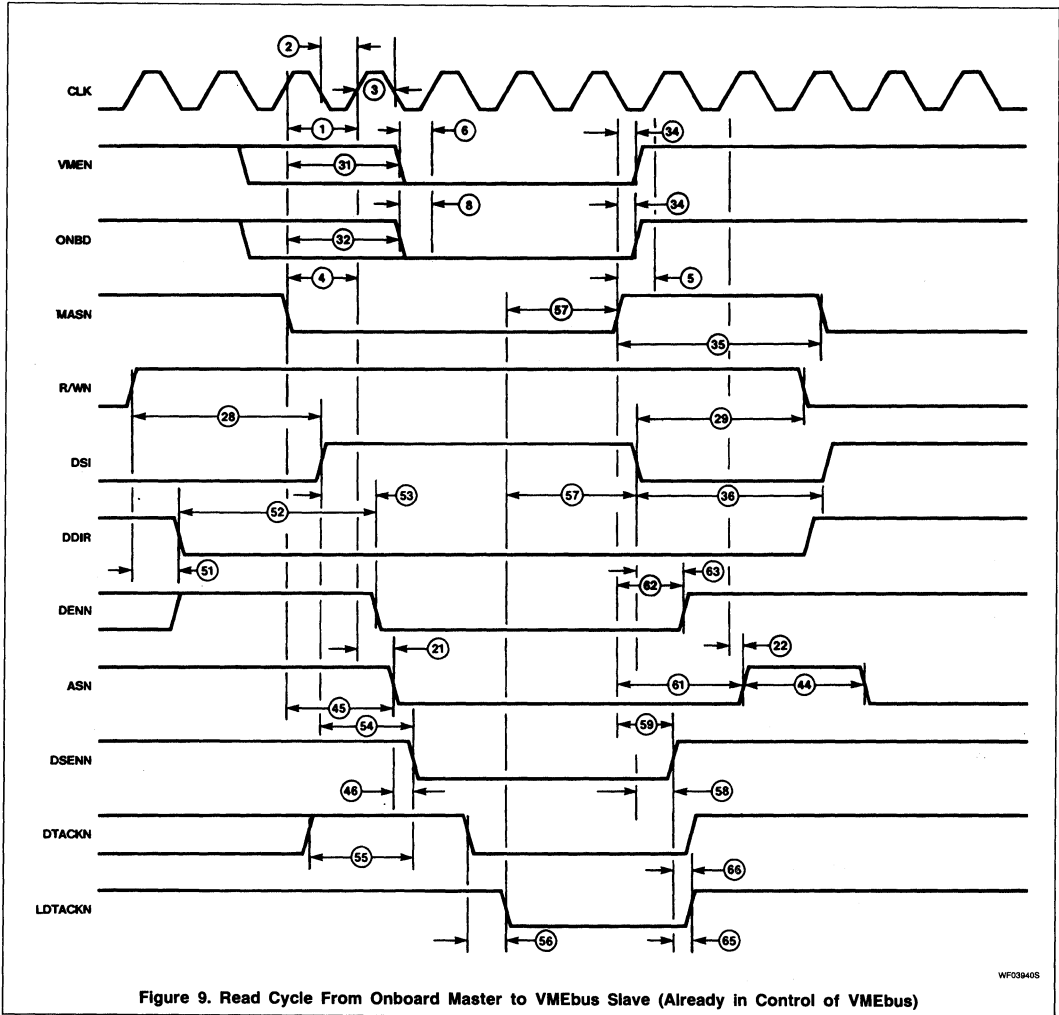 2
CLK
3
1
6
34
VMEN
31
8
34
ONBD
32
4
5
MASN
57
35
R/WN
28
29
DSI
53
57
36
52
DDIR
51
63
62
DENN
21
22
ASN
61
44
45
54
59
DSENN
46
58
DTACKN
55
66
LDTACKN
56
65
WF03940S
Figure 9. Read Cycle From Onboard Master to VMEbus Slave (Already in Control of VMEbus)